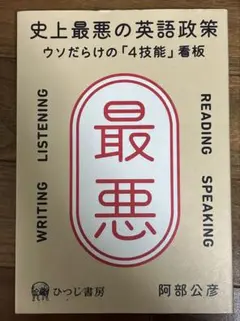 史上最悪の英語政策
ウソだらけの「4技能」看板
LISTENING
WRITING
READING
SPEAKING
最悪
ひつじ書房
阿部公彦